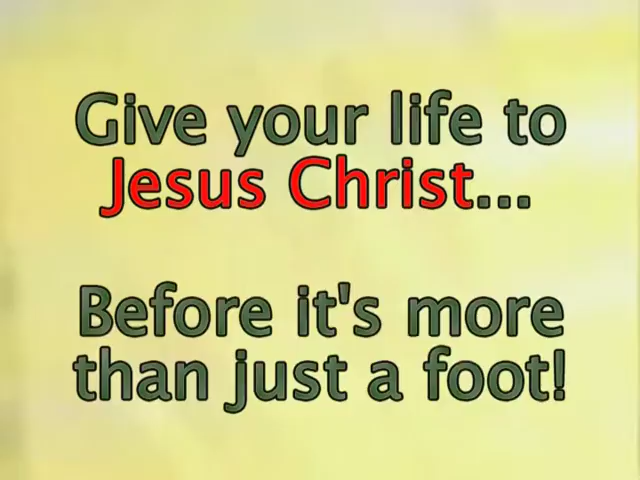 Give your life to
Jesus Christ...
Before it's more
than just a foot!